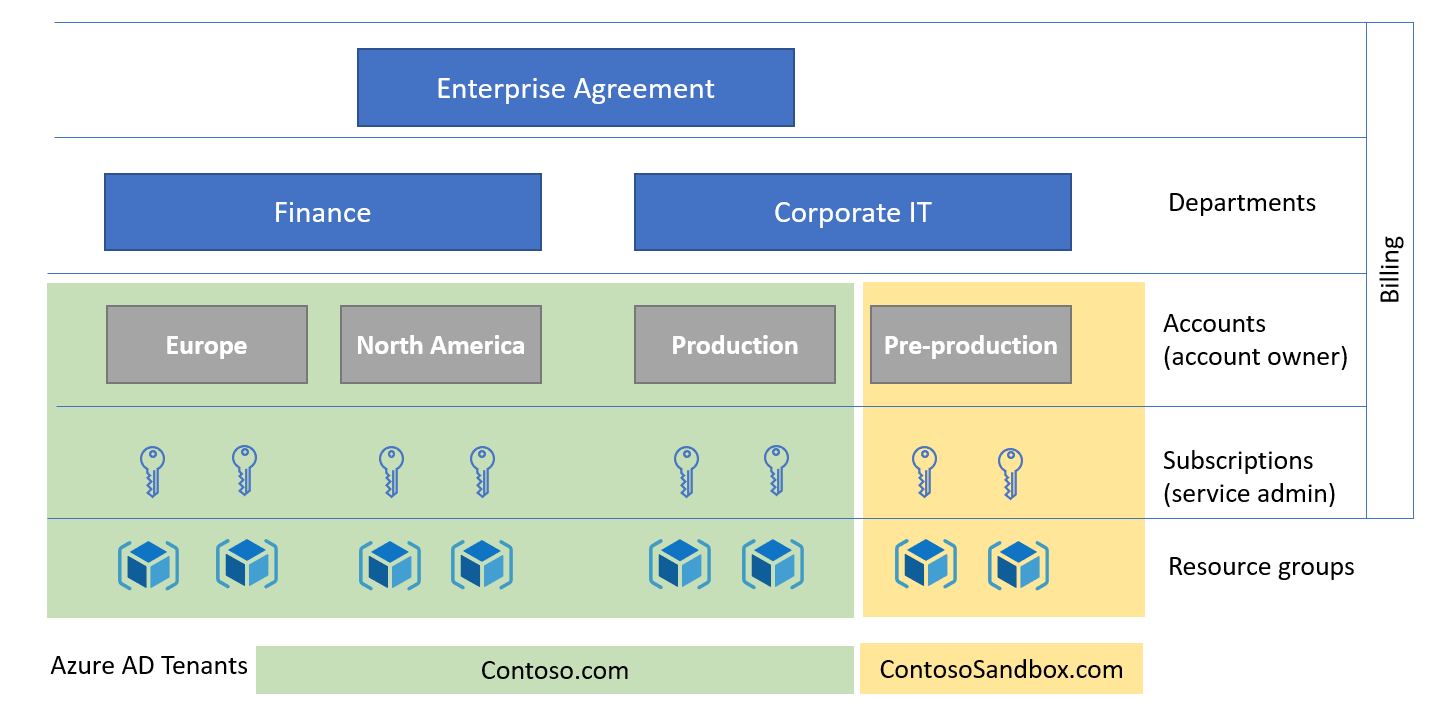 Enterprise Agreement
Finance
Corporate IT
Departments
Billing
Europe
North America
Production
Pre-production
Accounts
(account owner)
Subscriptions
(service admin)
Resource groups
Azure AD Tenants
Contoso.com
ContosoSandbox.com